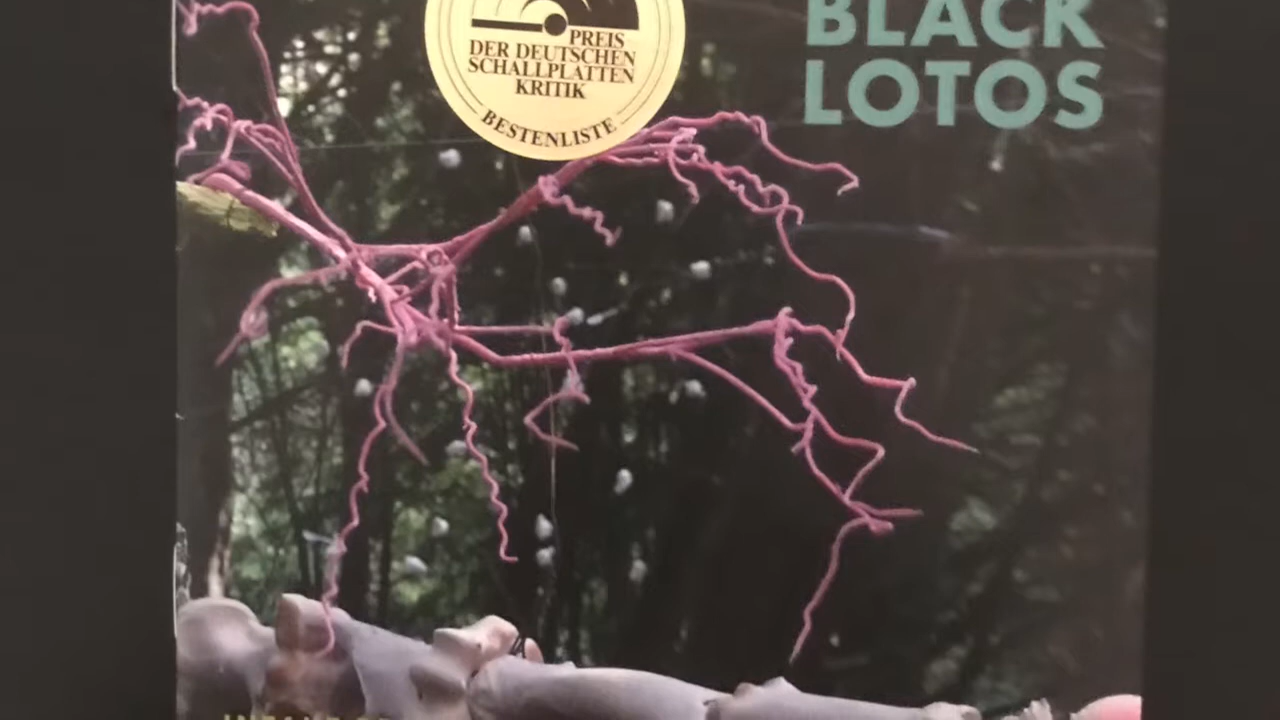 BLACK
LOTOS
PREIS
DER DEUTSCHEN
SCHALLPLATTEN
KRITIK
BESTENLISTE